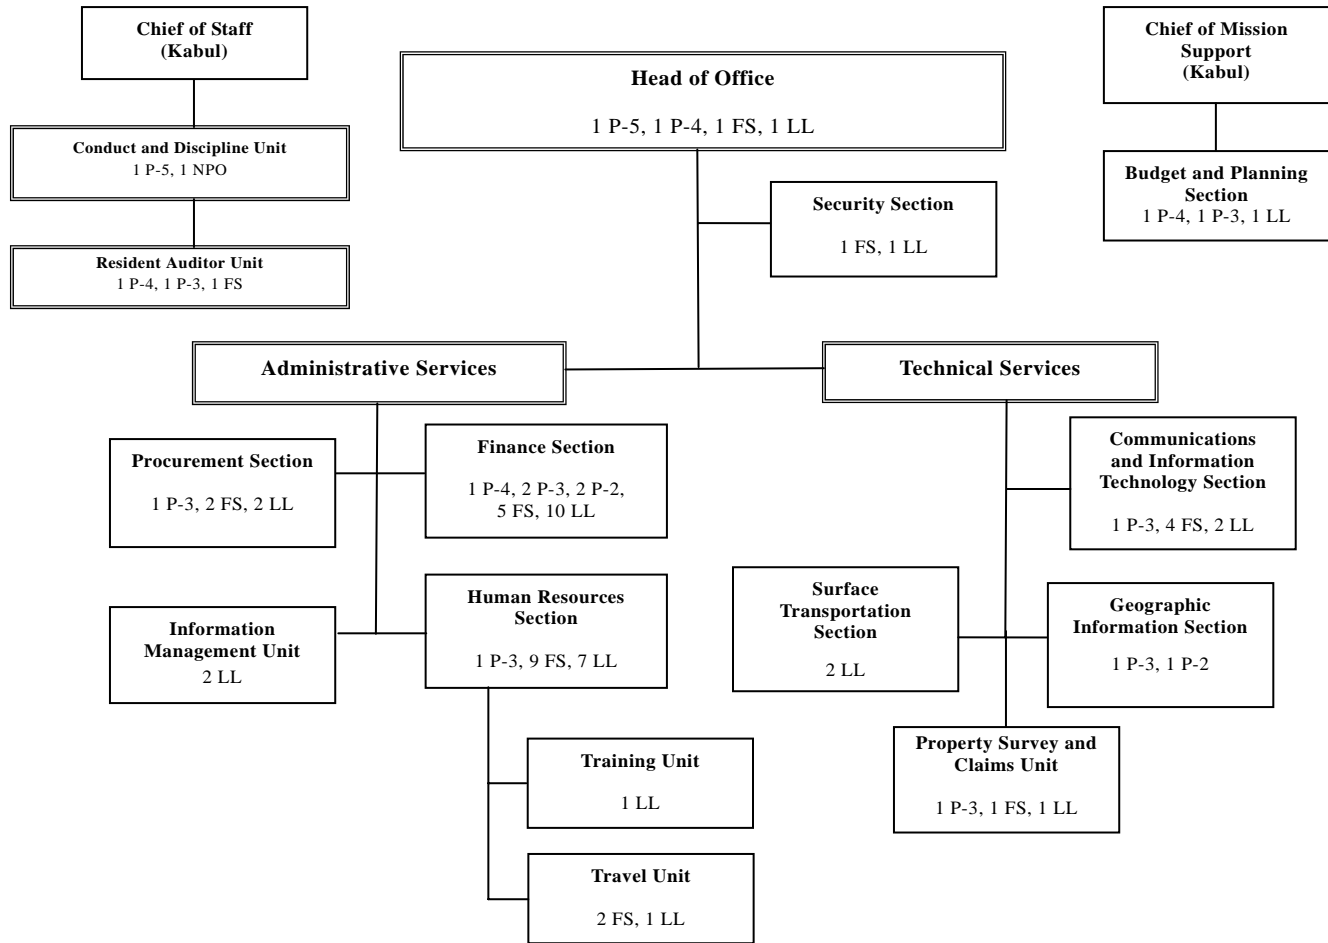 Chief of Staff
(Kabul)
Conduct and Discipline Unit
1 P-5, 1 NPO
Resident Auditor Unit
1 P-4, 1 P-3, 1 FS
Head of Office
1 P-5, 1 P-4, 1 FS, 1 LL
Security Section
1 FS, 1 LL
Chief of Mission
Support
(Kabul)
Budget and Planning
Section
1 P-4, 1 P-3, 1 LL
Administrative Services
Technical Services
Procurement Section
1 P-3, 2 FS, 2 LL
Finance Section
1 P-4, 2 P-3, 2 P-2,
5 FS, 10 LL
Information
Management Unit
2 LL
Human Resources
Section
1 P-3, 9 FS, 7 LL
Training Unit
1 LL
Travel Unit
2 FS, 1 LL
Communications
and Information
Technology Section
1 P-3, 4 FS, 2 LL
Surface
Transportation
Section
2 LL
Geographic
Information Section
1 P-3, 1 P-2
Property Survey and
Claims Unit
1 P-3, 1 FS, 1 LL